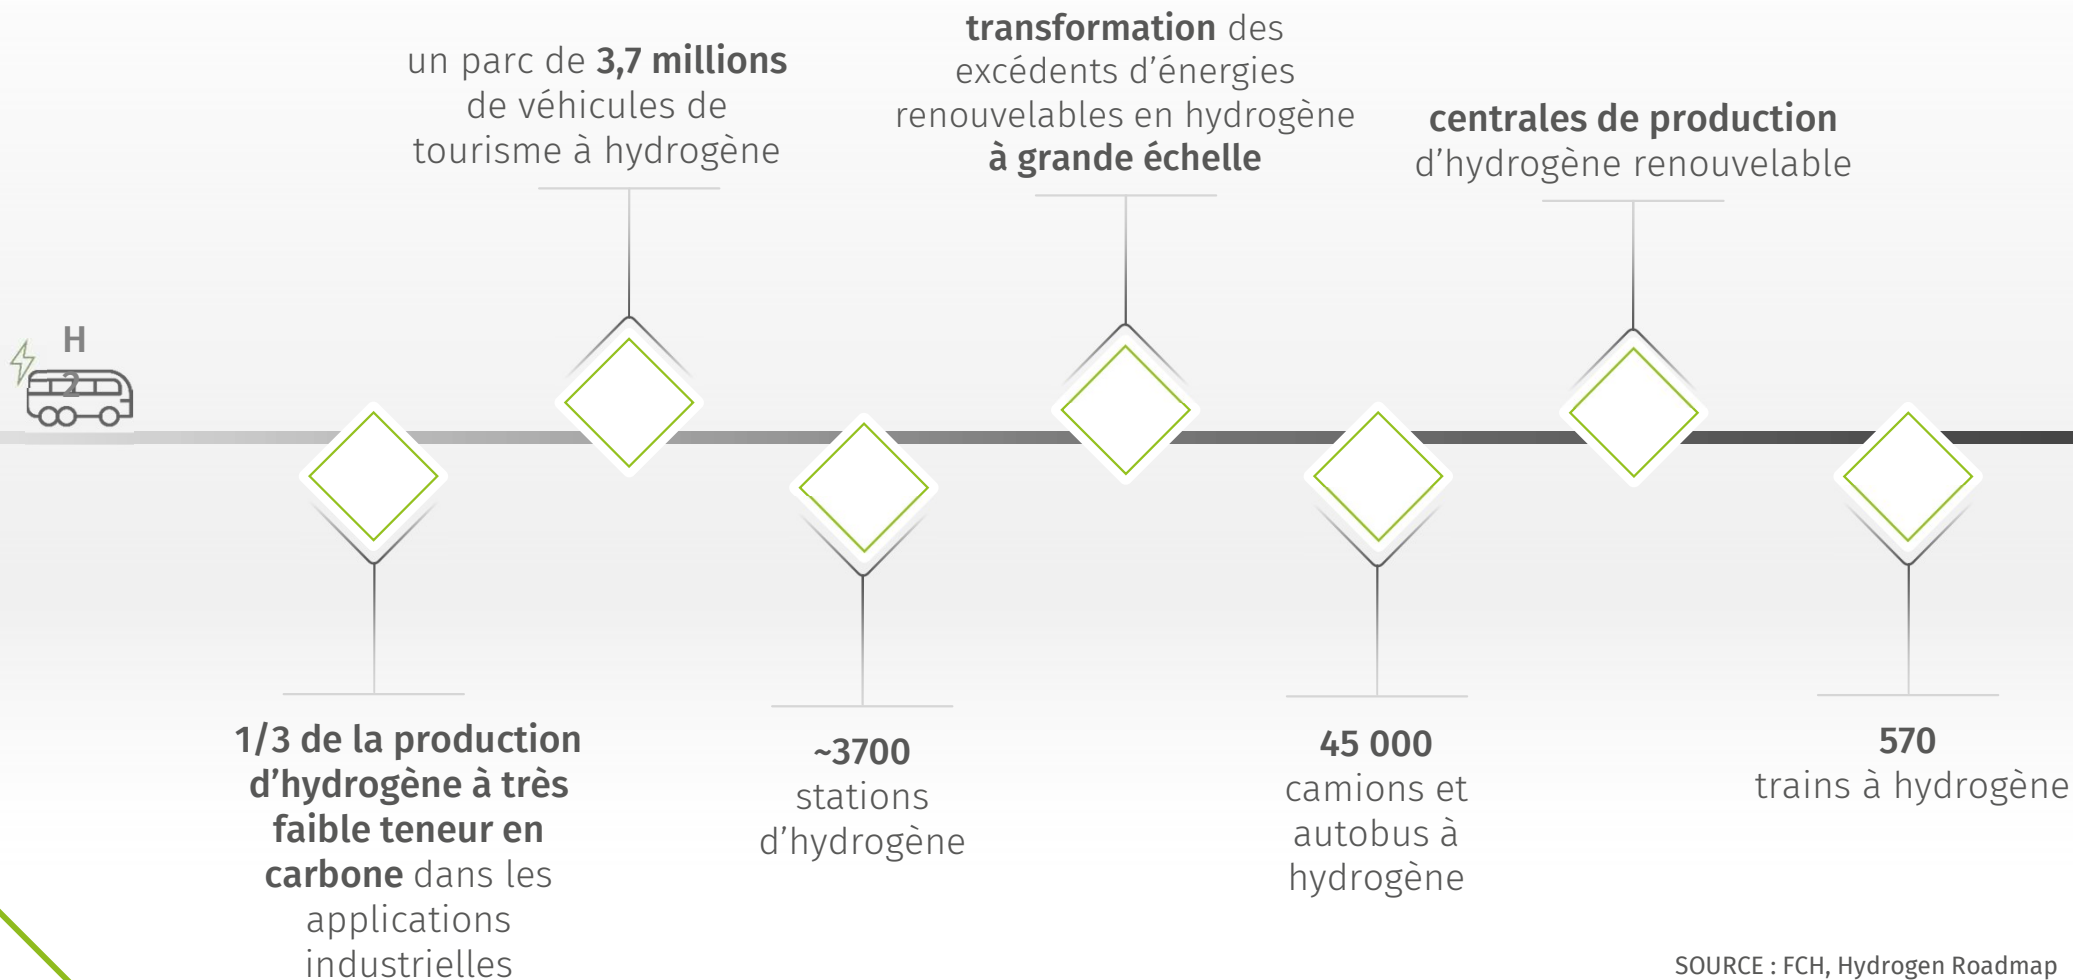 un parc de 3,7 millions
de véhicules de
tourisme à hydrogène
transformation des
excédents d’énergies
renouvelables en hydrogène
à grande échelle
centrales de production
d’hydrogène renouvelable
H
2
1/3 de la production
d’hydrogène à très
faible teneur en
carbone dans les
applications
industrielles
~3700
stations
d’hydrogène
45 000
camions et
autobus à
hydrogène
570
trains à hydrogène
SOURCE : FCH, Hydrogen Roadmap